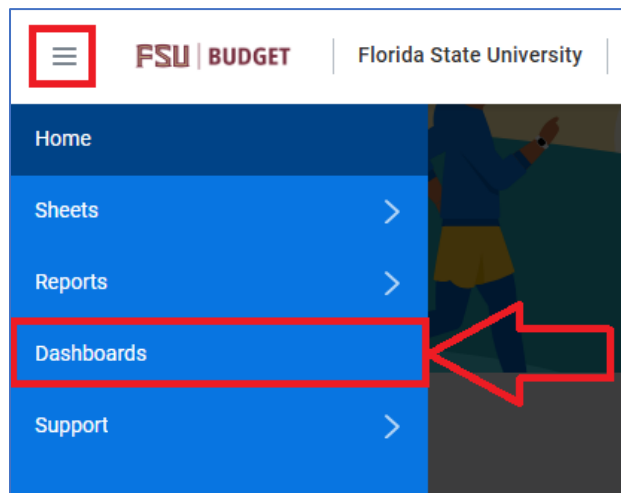 FSU | BUDGET Florida State University
Home
Sheets
Reports
Dashboards
Support